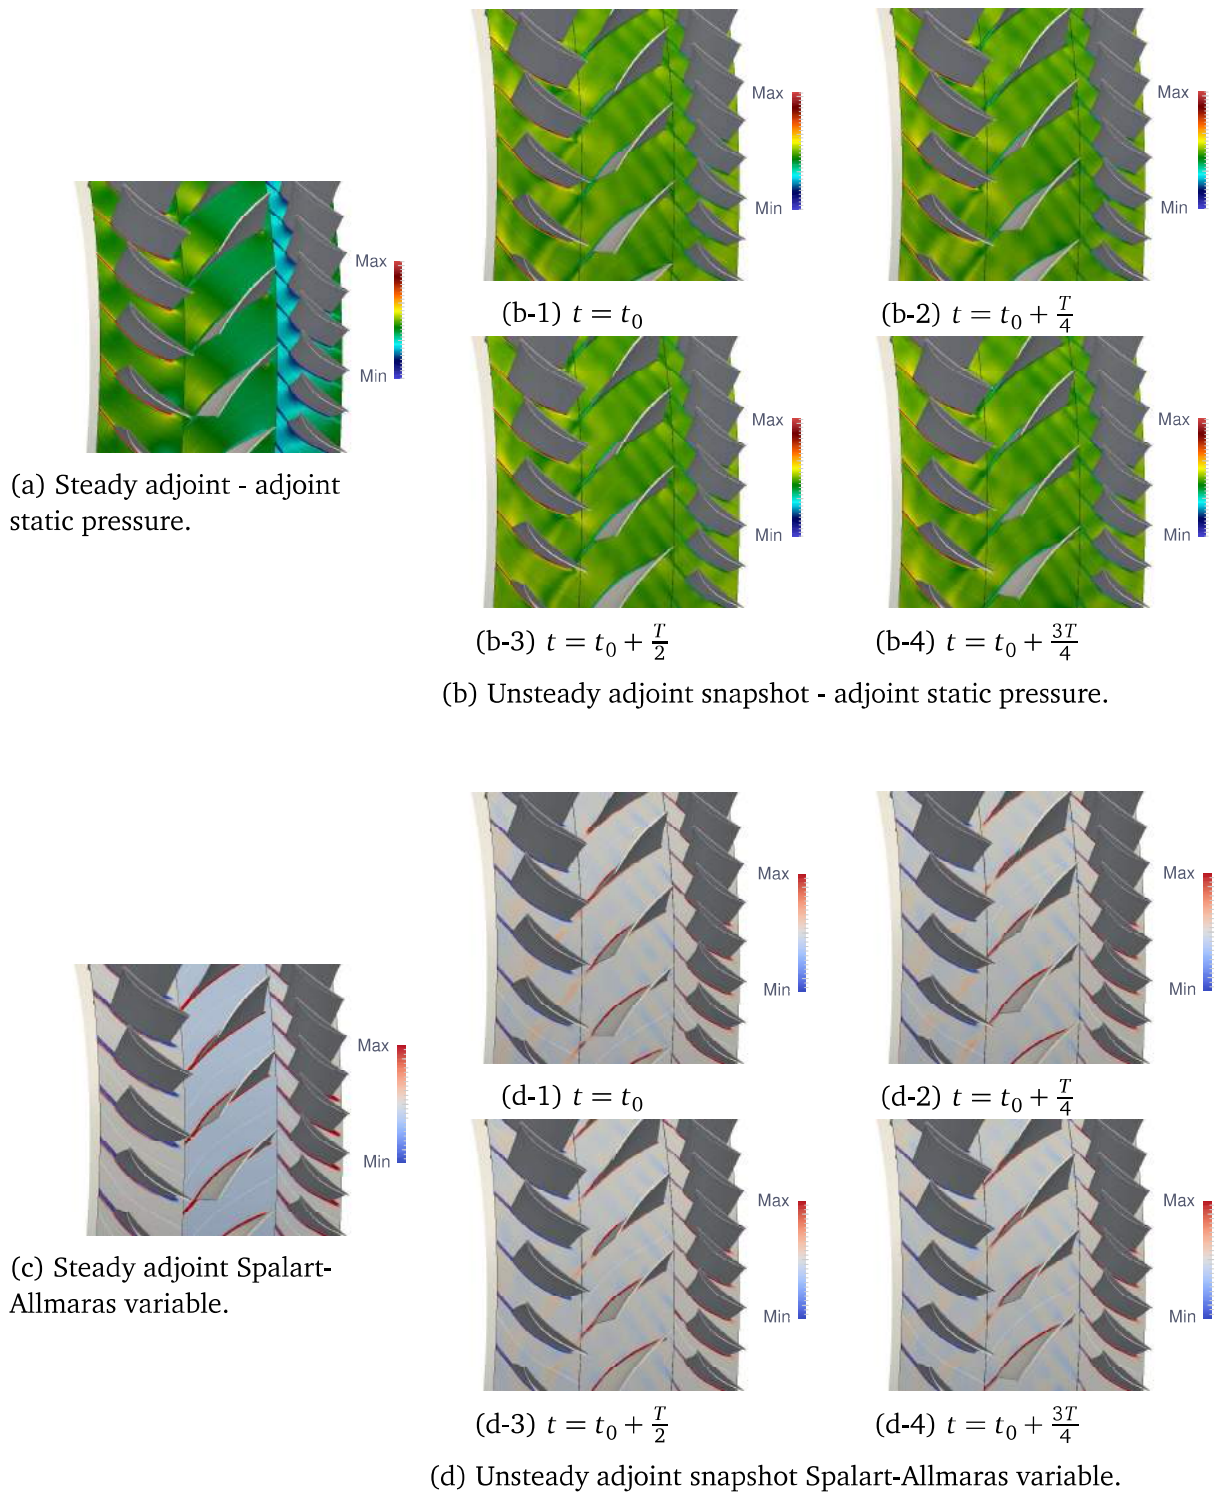 Max
Min
(a) Steady adjoint - adjoint
static pressure.
Max
Min
(b-1) t = t₀
Max
Min
(b-2) t = t₀ + T/4
Max
Min
(b-3) t = t₀ + T/2
Max
Min
(b-4) t = t₀ + 3T/4
(b) Unsteady adjoint snapshot - adjoint static pressure.
Max
Min
(c) Steady adjoint Spalart-
Allmaras variable.
Max
Min
(d-1) t = t₀
Max
Min
(d-2) t = t₀ + T/4
Max
Min
(d-3) t = t₀ + T/2
Max
Min
(d-4) t = t₀ + 3T/4
(d) Unsteady adjoint snapshot Spalart-Allmaras variable.